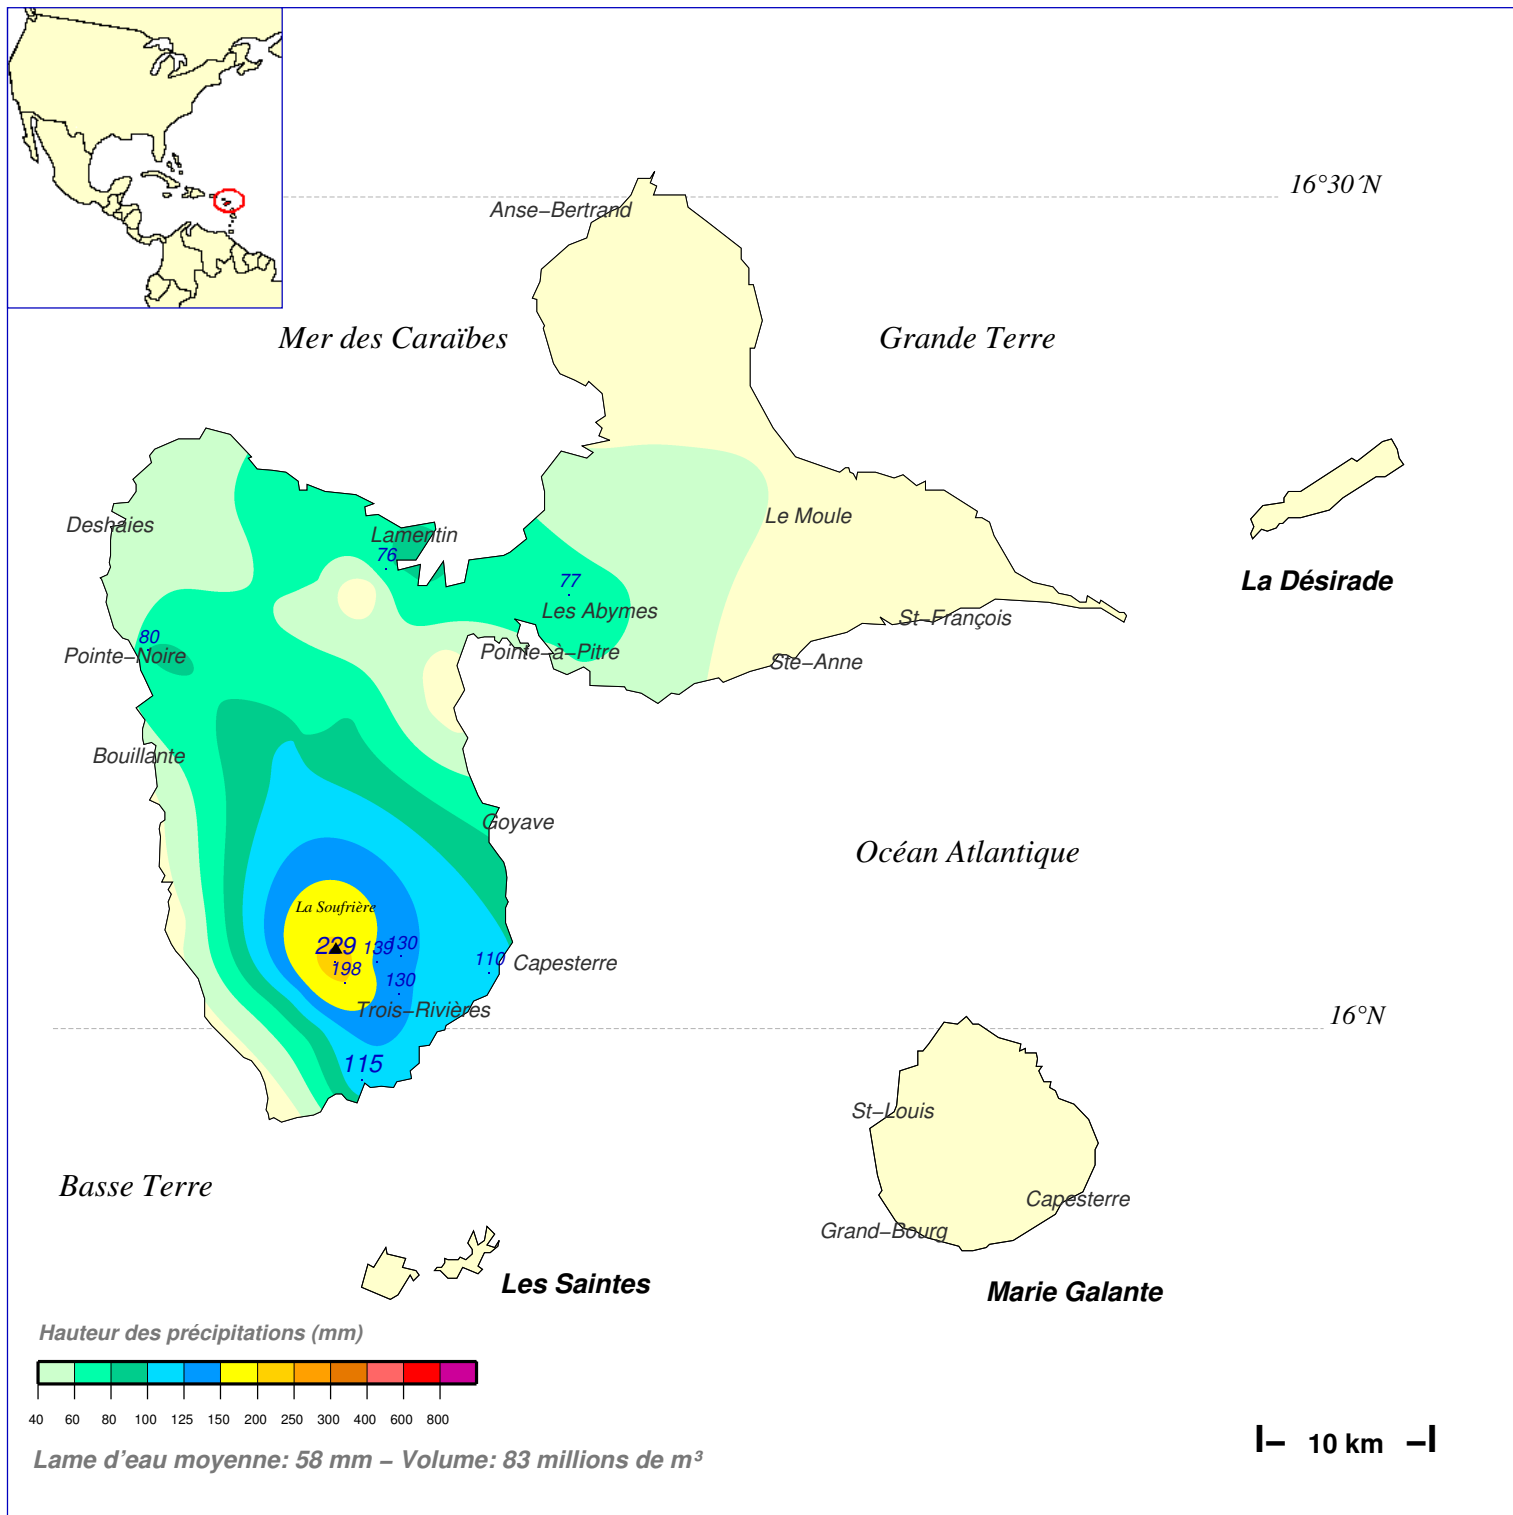 16°30´N
Anse−Bertrand
Mer des Caraïbes
Grande Terre
Deshaies
Lamentin
76
Le Moule
77
Les Abymes
La Désirade
St−François
80
Pointe−Noire
Pointe−à−Pitre
Ste−Anne
Bouillante
Goyave
Océan Atlantique
La Soufrière
229
139
130
198
110
Capesterre
130
Trois−Rivières
16°N
115
St−Louis
Basse Terre
Capesterre
Grand−Bourg
Les Saintes
Marie Galante
Hauteur des précipitations (mm)
40 60 80 100 125 150 200 250 300 400 600 800
10 km
Lame d'eau moyenne: 58 mm − Volume: 83 millions de m³